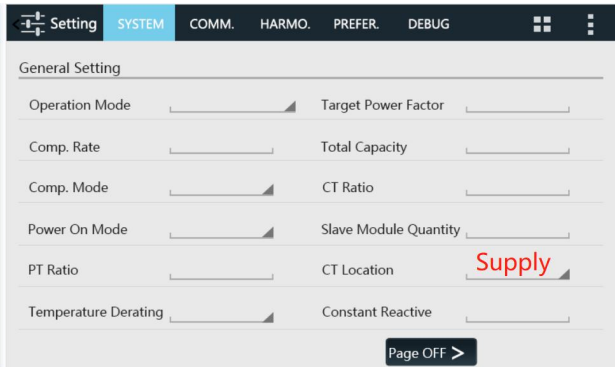 Setting SYSTEM COMM. HARMO. PREFER. DEBUG
General Setting
Operation Mode Target Power Factor
Comp. Rate Total Capacity
Comp. Mode CT Ratio
Power On Mode Slave Module Quantity
PT Ratio CT Location Supply
Temperature Derating Constant Reactive
Page OFF >